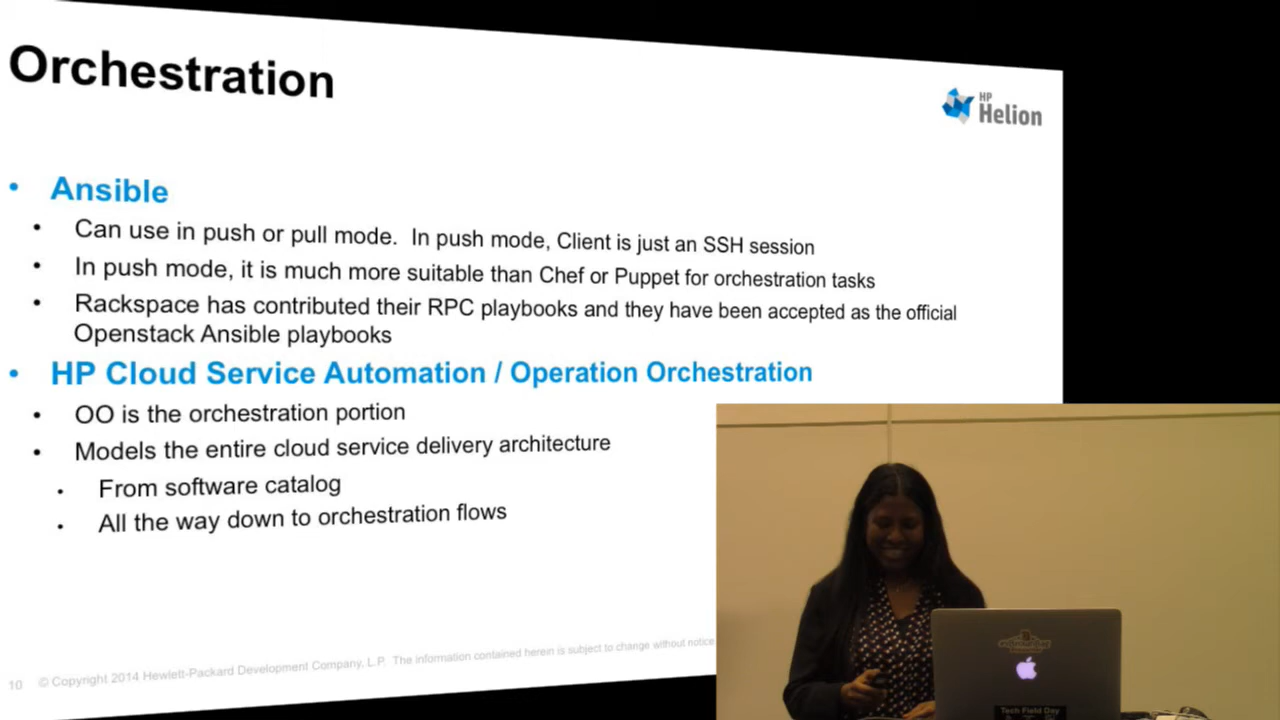 Orchestration
HP
Helion
• Ansible
• Can use in push or pull mode. In push mode, Client is just an SSH session
• In push mode, it is much more suitable than Chef or Puppet for orchestration tasks
• Rackspace has contributed their RPC playbooks and they have been accepted as the official
Openstack Ansible playbooks
• HP Cloud Service Automation / Operation Orchestration
• OO is the orchestration portion
• Models the entire cloud service delivery architecture
• From software catalog
• All the way down to orchestration flows
10 © Copyright 2014 Hewlett-Packard Development Company, L.P. The information contained herein is subject to change without notice
Tech Field Day